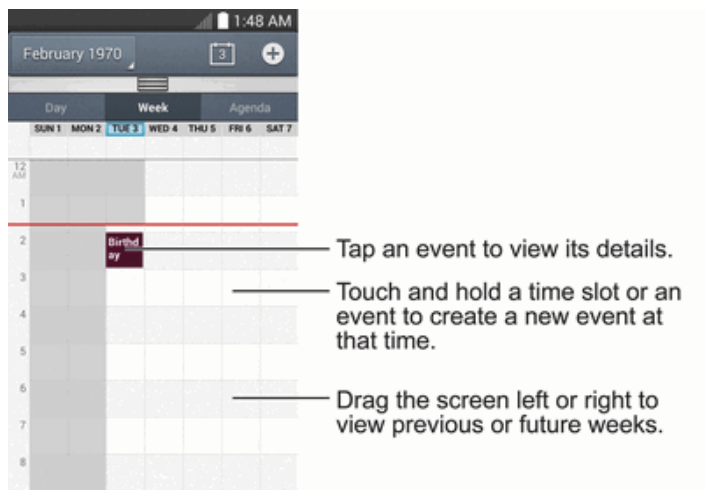 1:48 AM
February 1970
3
Day Week Agenda
SUN 1 MON 2 TUE 3 WED 4 THU 5 FRI 6 SAT 7
12
AM
1
2
Birthd
ay
Tap an event to view its details.
3
Touch and hold a time slot or an
event to create a new event at
that time.
4
5
6
Drag the screen left or right to
view previous or future weeks.
7
8